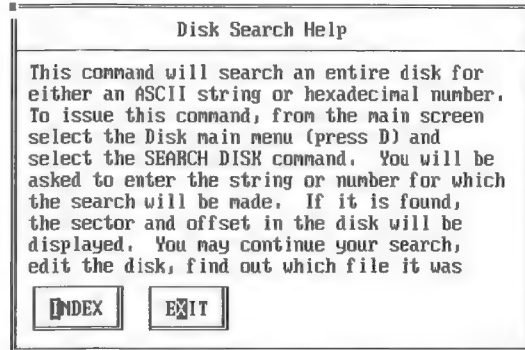 Disk Search Help
This command will search an entire disk for
either an ASCII string or hexadecimal number.
To issue this command, from the main screen
select the Disk main menu (press D) and
select the SEARCH DISK command.  You will be
asked to enter the string or number for which
the search will be made.  If it is found,
the sector and offset in the disk will be
displayed.  You may continue your search,
edit the disk, find out which file it was
INDEX EXIT